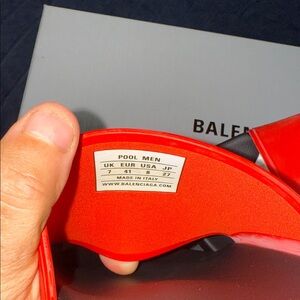 BALEN
POOL MEN
UK EUR USA JP
7 41 8 27
MADE IN ITALY
WWW.BALENCIAGA.COM